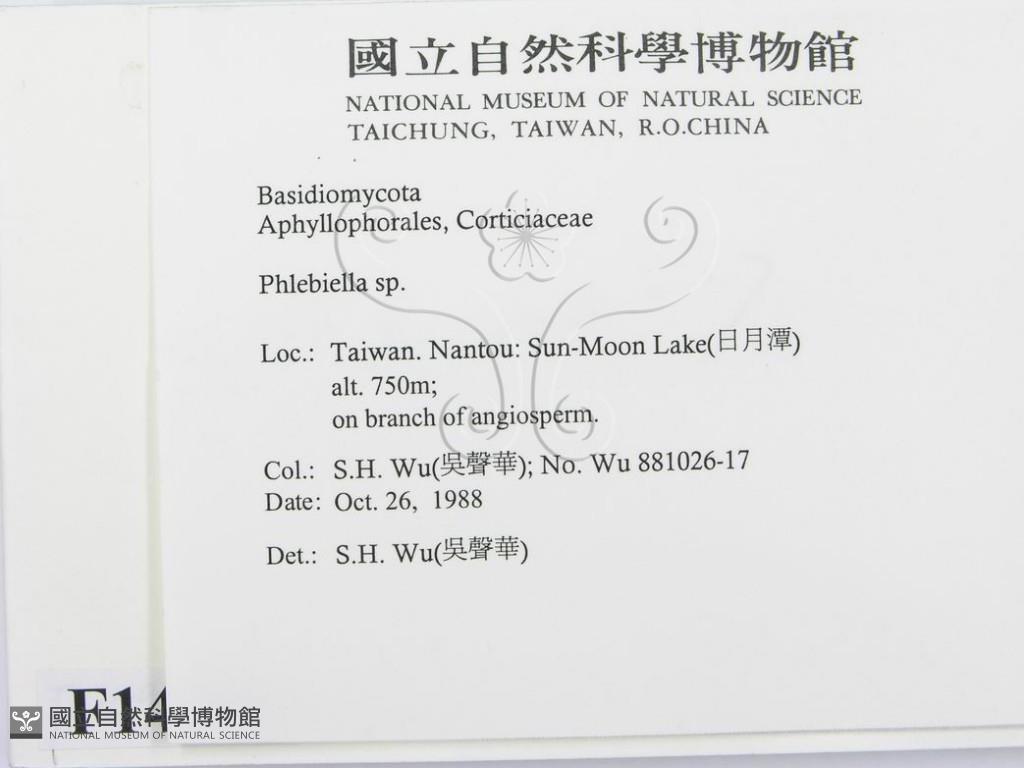 國立自然科學博物館
NATIONAL MUSEUM OF NATURAL SCIENCE
TAICHUNG, TAIWAN, R.O.CHINA
Basidiomycota
Aphyllophorales, Corticiaceae
Phlebiella sp.
Loc.: Taiwan. Nantou: Sun-Moon Lake(日月潭)
alt. 750m;
on branch of angiosperm.
Col.: S.H. Wu(吳聲華); No. Wu 881026-17
Date: Oct. 26, 1988
Det.: S.H. Wu(吳聲華)
F14
國立自然科學博物館
NATIONAL MUSEUM OF NATURAL SCIENCE